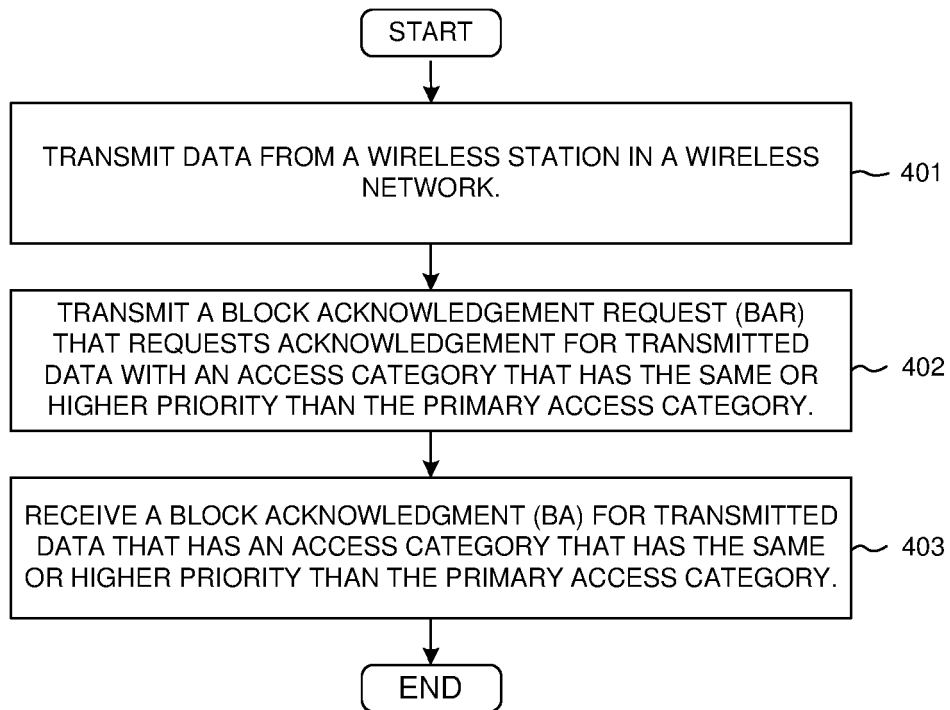 START
TRANSMIT DATA FROM A WIRELESS STATION IN A WIRELESS
NETWORK.
401
TRANSMIT A BLOCK ACKNOWLEDGEMENT REQUEST (BAR)
THAT REQUESTS ACKNOWLEDGEMENT FOR TRANSMITTED
DATA WITH AN ACCESS CATEGORY THAT HAS THE SAME OR
HIGHER PRIORITY THAN THE PRIMARY ACCESS CATEGORY.
402
RECEIVE A BLOCK ACKNOWLEDGMENT (BA) FOR TRANSMITTED
DATA THAT HAS AN ACCESS CATEGORY THAT HAS THE SAME
OR HIGHER PRIORITY THAN THE PRIMARY ACCESS CATEGORY.
403
END